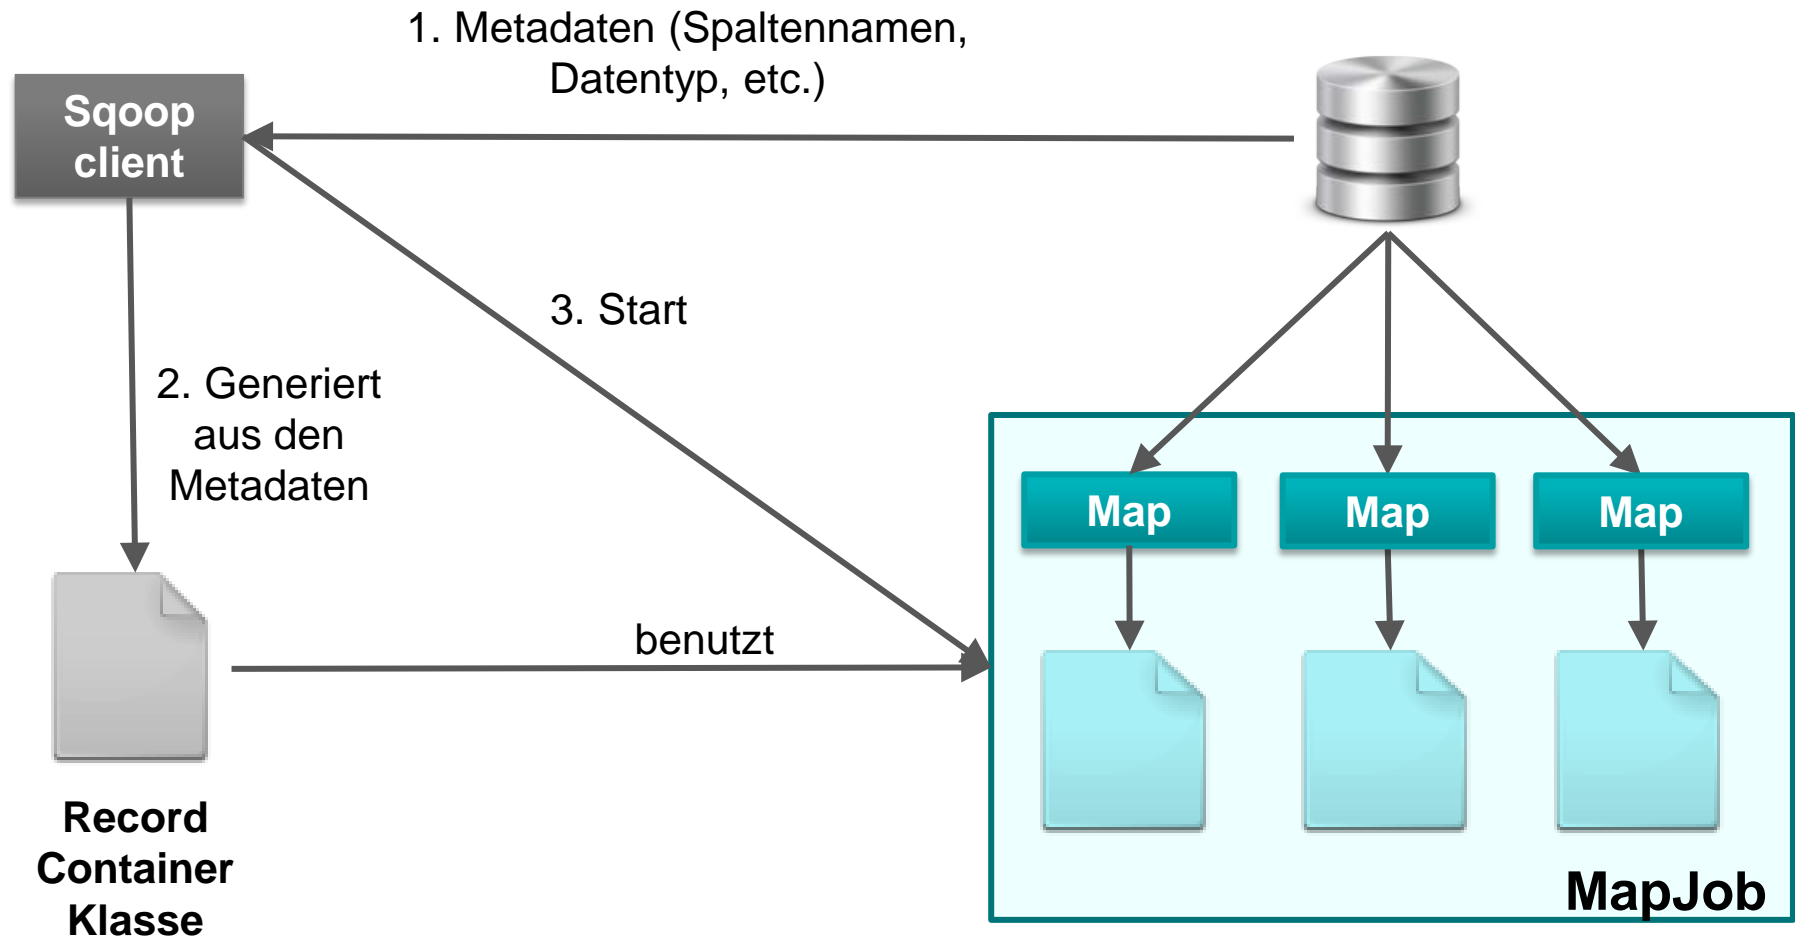 1. Metadaten (Spaltennamen,
Datentyp, etc.)
Sqoop
client
3. Start
2. Generiert
aus den
Metadaten
Map
Map
Map
benutzt
Record
Container
Klasse
MapJob